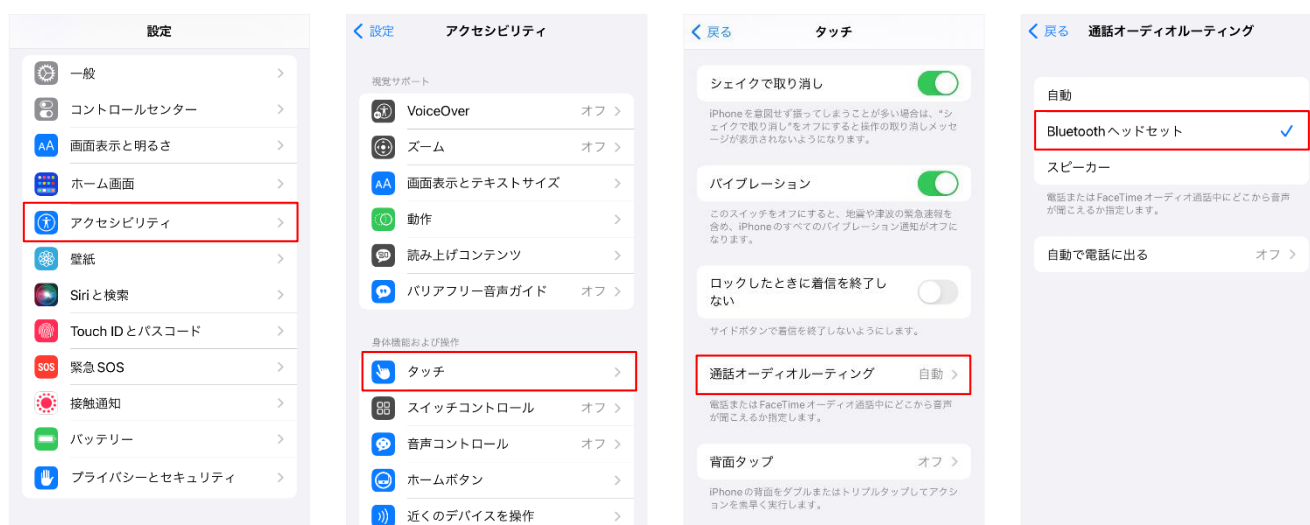 設定
一般
コントロールセンター
AA 画面表示と明るさ
ホーム画面
アクセシビリティ
壁紙
Siriと検索
Touch IDとパスコード
SOS 緊急SOS
接触通知
バッテリー
プライバシーとセキュリティ
設定 アクセシビリティ
視覚サポート
VoiceOver オフ
ズーム オフ
AA 画面表示とテキストサイズ
動作
読み上げコンテンツ
バリアフリー音声ガイド オフ
身体機能および操作
タッチ
スイッチコントロール オフ
音声コントロール オフ
ホームボタン
近くのデバイスを操作
戻る タッチ
シェイクで取り消し
iPhoneを意図せず振ってしまうことが多い場合は、“シ
ェイクで取り消し”をオフにすると操作の取り消しメッセ
ージが表示されないようになります。
バイブレーション
このスイッチをオフにすると、地震や津波の緊急速報を
含め、iPhoneのすべてのバイブレーション通知がオフに
なります。
ロックしたときに着信を終了し
ない
サイドボタンで着信を終了しないようにします。
通話オーディオルーティング 自動
電話またはFaceTimeオーディオ通話中にどこから音声
が聞こえるか指定します。
背面タップ オフ
iPhoneの背面をダブルまたはトリプルタップしてアクシ
ョンを素早く実行します。
戻る 通話オーディオルーティング
自動
Bluetoothヘッドセット
スピーカー
電話またはFaceTimeオーディオ通話中にどこから音声
が聞こえるか指定します。
自動で電話に出る オフ